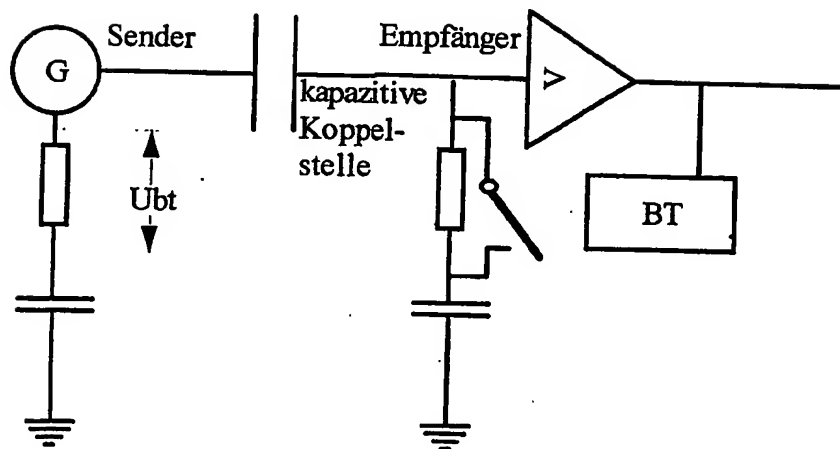 Sender
Empfänger
G
V
kapazitive
Koppel-
stelle
Ubt
BT